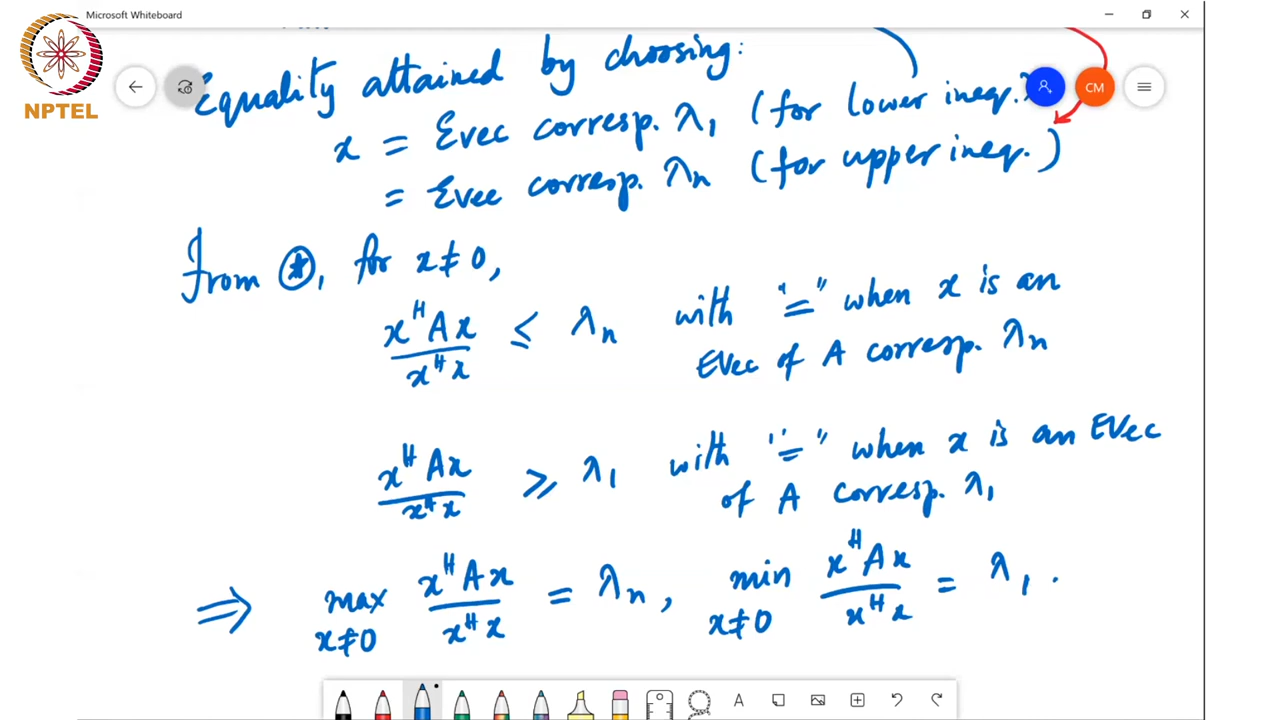 Microsoft Whiteboard
NPTEL
CM
Equality attained by choosing:
x = Evec corresp. λ₁ (for lower ineq.)
= Evec corresp. λₙ (for upper ineq.)
From ⊛, for x≠0,
xᴴAx / xᴴx ≤ λₙ with "=" when x is an
EVec of A corresp. λₙ
xᴴAx / xᴴx ≥ λ₁ with "=" when x is an EVec
of A corresp. λ₁
⇒ max x≠0 xᴴAx / xᴴx = λₙ, min x≠0 xᴴAx / xᴴx = λ₁.
A